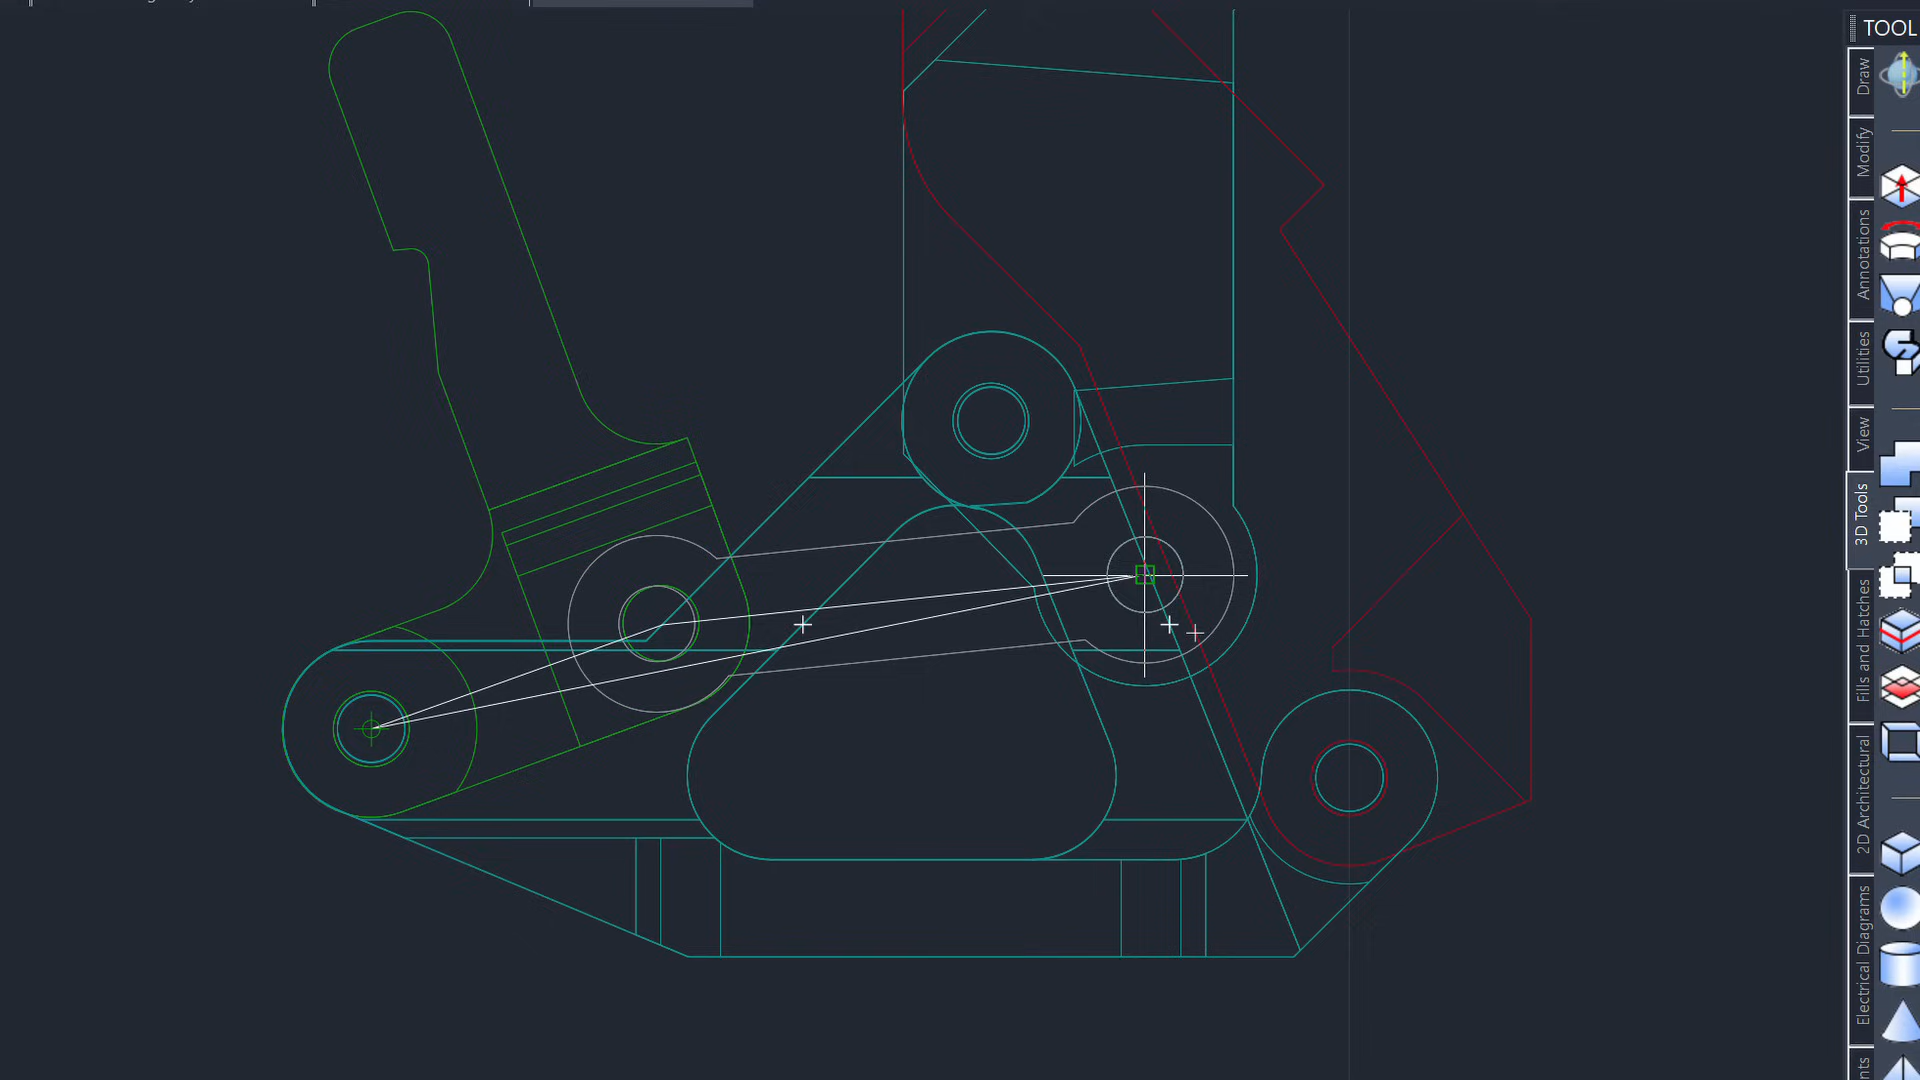 TOOL
Draw
Modify
Annotations
Utilities
View
3D Tools
Fills and Hatches
2D Architectural
Electrical Diagrams
nts